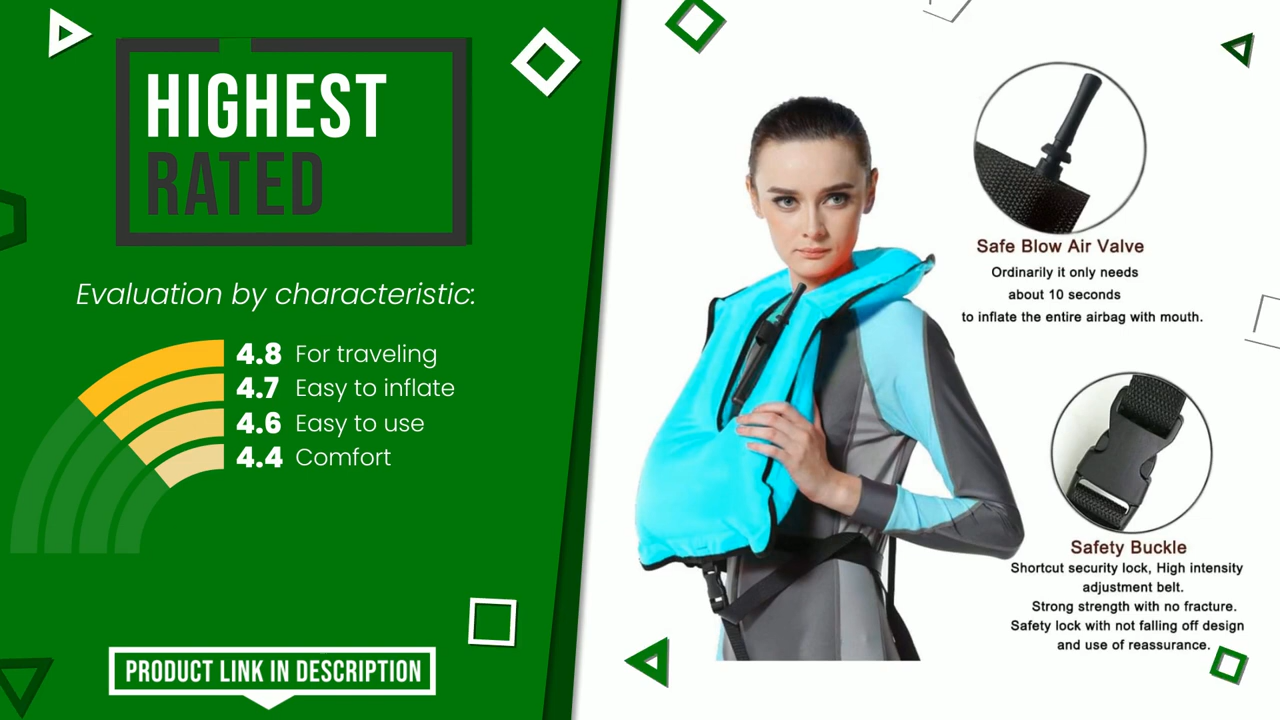 HIGHEST
RATED
Evaluation by characteristic:
4.8 For traveling
4.7 Easy to inflate
4.6 Easy to use
4.4 Comfort
PRODUCT LINK IN DESCRIPTION
Safe Blow Air Valve
Ordinarily it only needs
about 10 seconds
to inflate the entire airbag with mouth.
Safety Buckle
Shortcut security lock, High intensity
adjustment belt.
Strong strength with no fracture.
Safety lock with not falling off design
and use of reassurance.